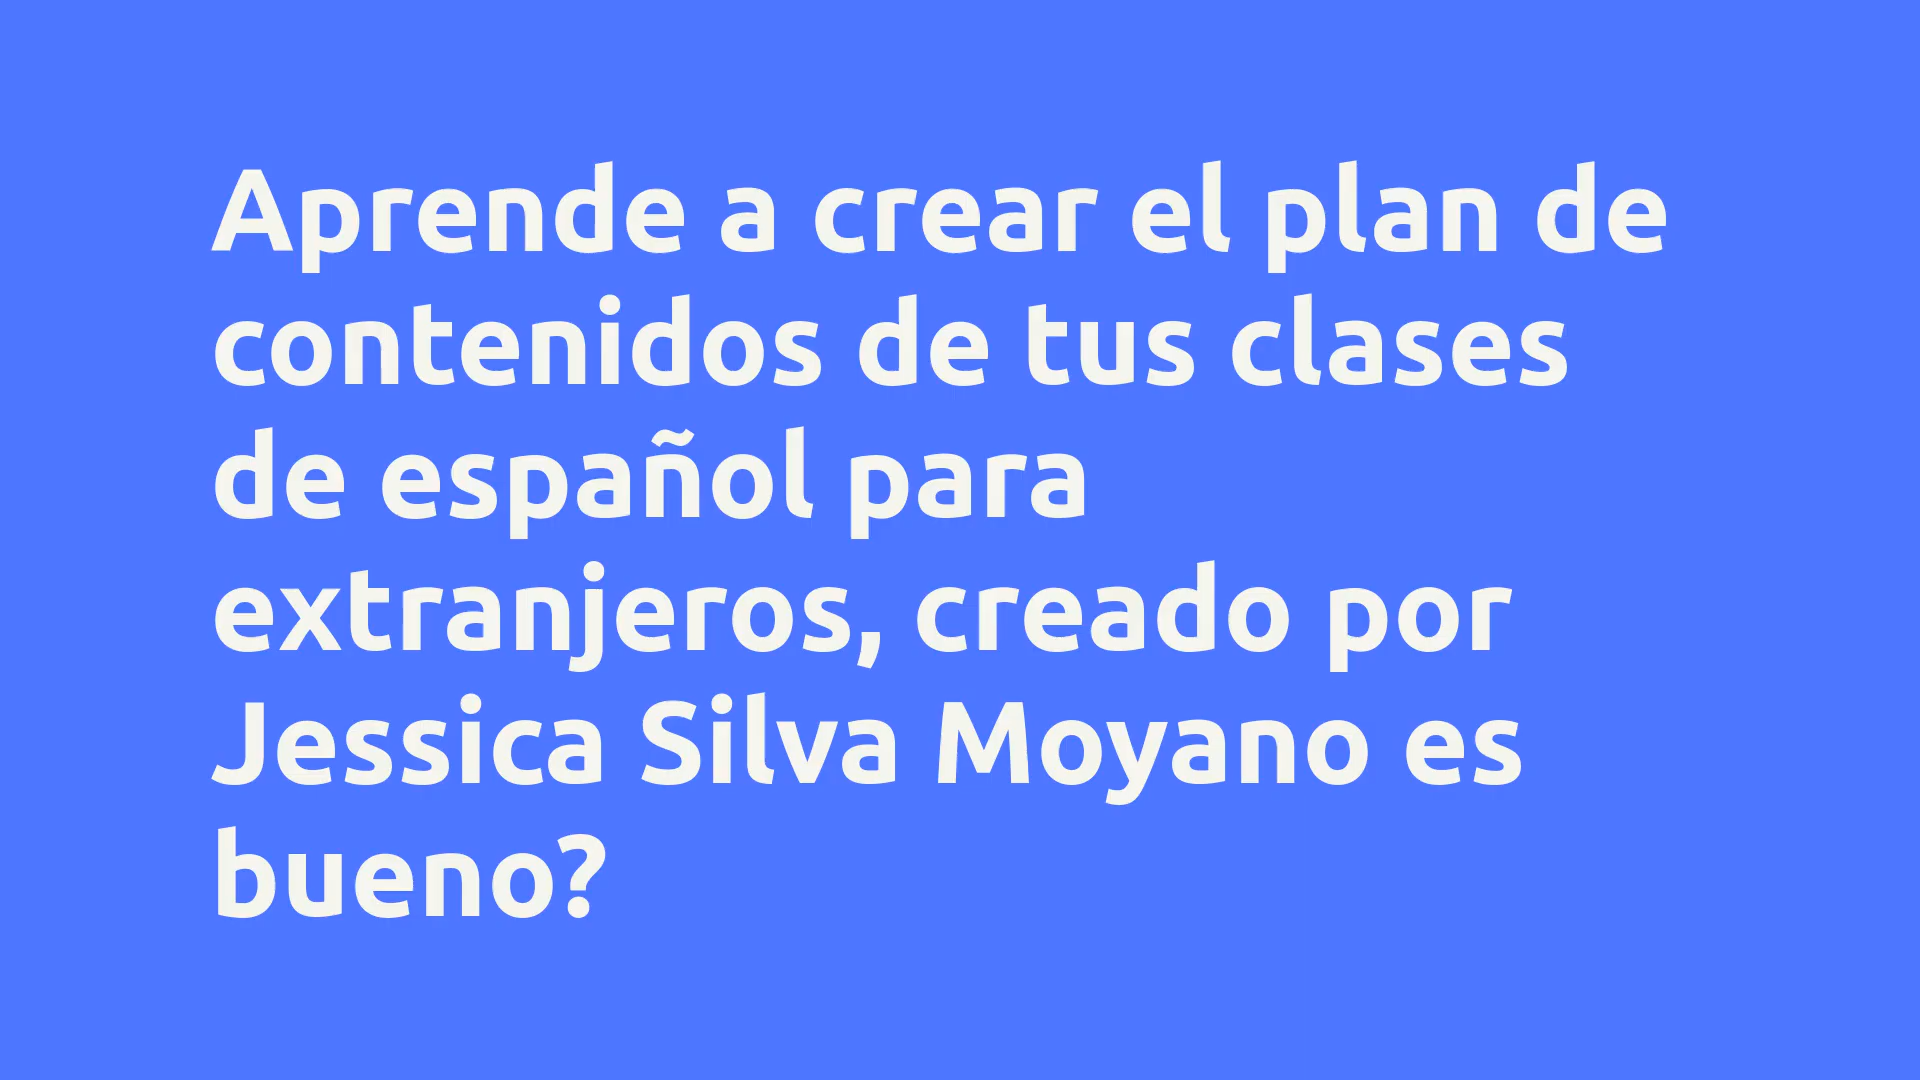 Aprende a crear el plan de
contenidos de tus clases
de español para
extranjeros, creado por
Jessica Silva Moyano es
bueno?